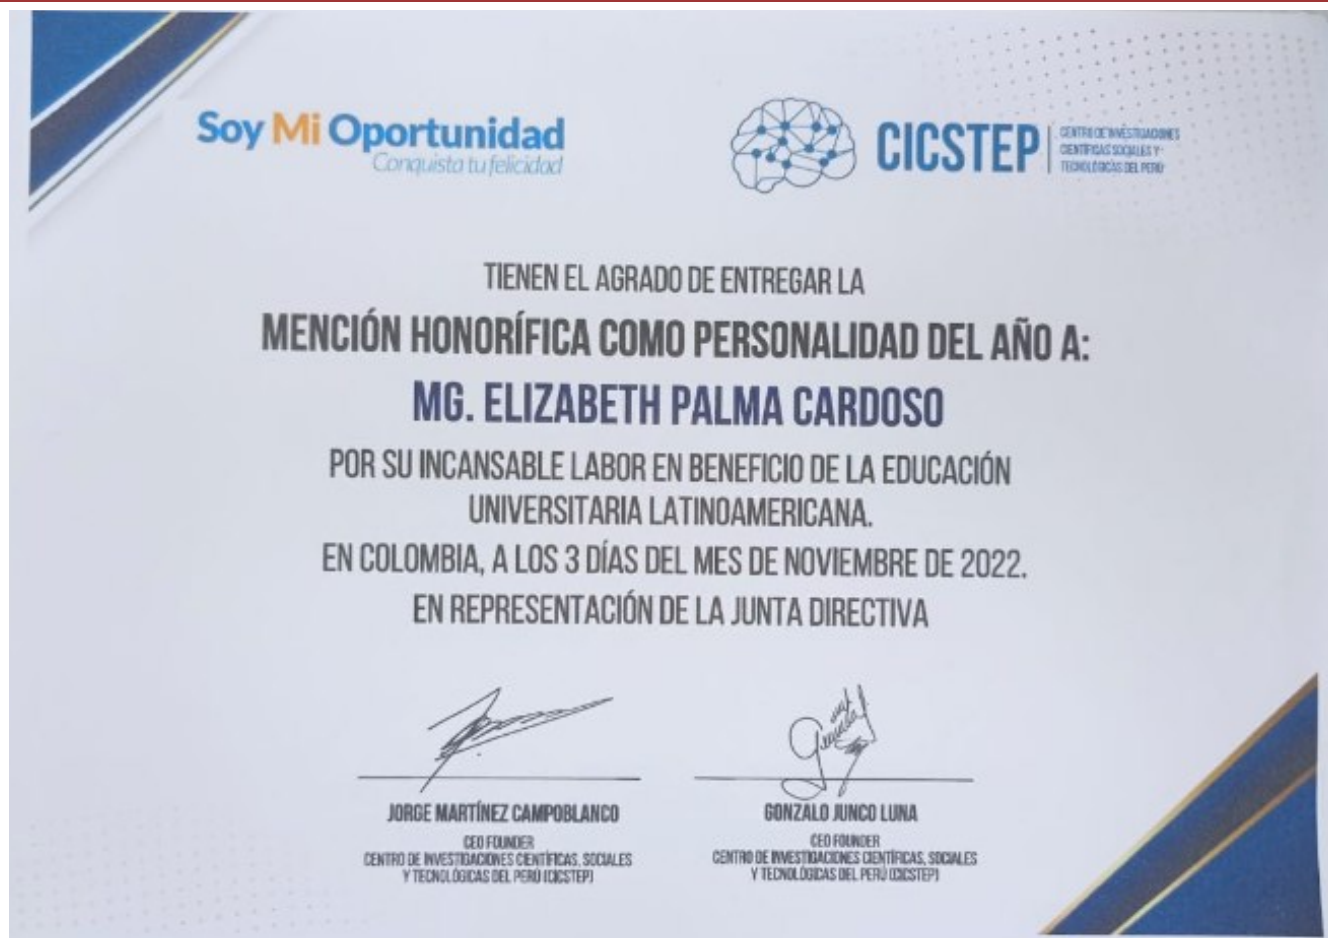 Soy Mi Oportunidad
Conquista tu felicidad
CICSTEP
CENTRO DE INVESTIGACIONES
CIENTÍFICAS SOCIALES Y
TECNOLÓGICAS DEL PERÚ
TIENEN EL AGRADO DE ENTREGAR LA
MENCIÓN HONORÍFICA COMO PERSONALIDAD DEL AÑO A:
MG. ELIZABETH PALMA CARDOSO
POR SU INCANSABLE LABOR EN BENEFICIO DE LA EDUCACIÓN
UNIVERSITARIA LATINOAMERICANA.
EN COLOMBIA, A LOS 3 DÍAS DEL MES DE NOVIEMBRE DE 2022.
EN REPRESENTACIÓN DE LA JUNTA DIRECTIVA
JORGE MARTÍNEZ CAMPOBLANCO
CEO FOUNDER
CENTRO DE INVESTIGACIONES CIENTÍFICAS, SOCIALES
Y TECNOLÓGICAS DEL PERÚ (CICSTEP)
GONZALO JUNCO LUNA
CEO FOUNDER
CENTRO DE INVESTIGACIONES CIENTÍFICAS, SOCIALES
Y TECNOLÓGICAS DEL PERÚ (CICSTEP)